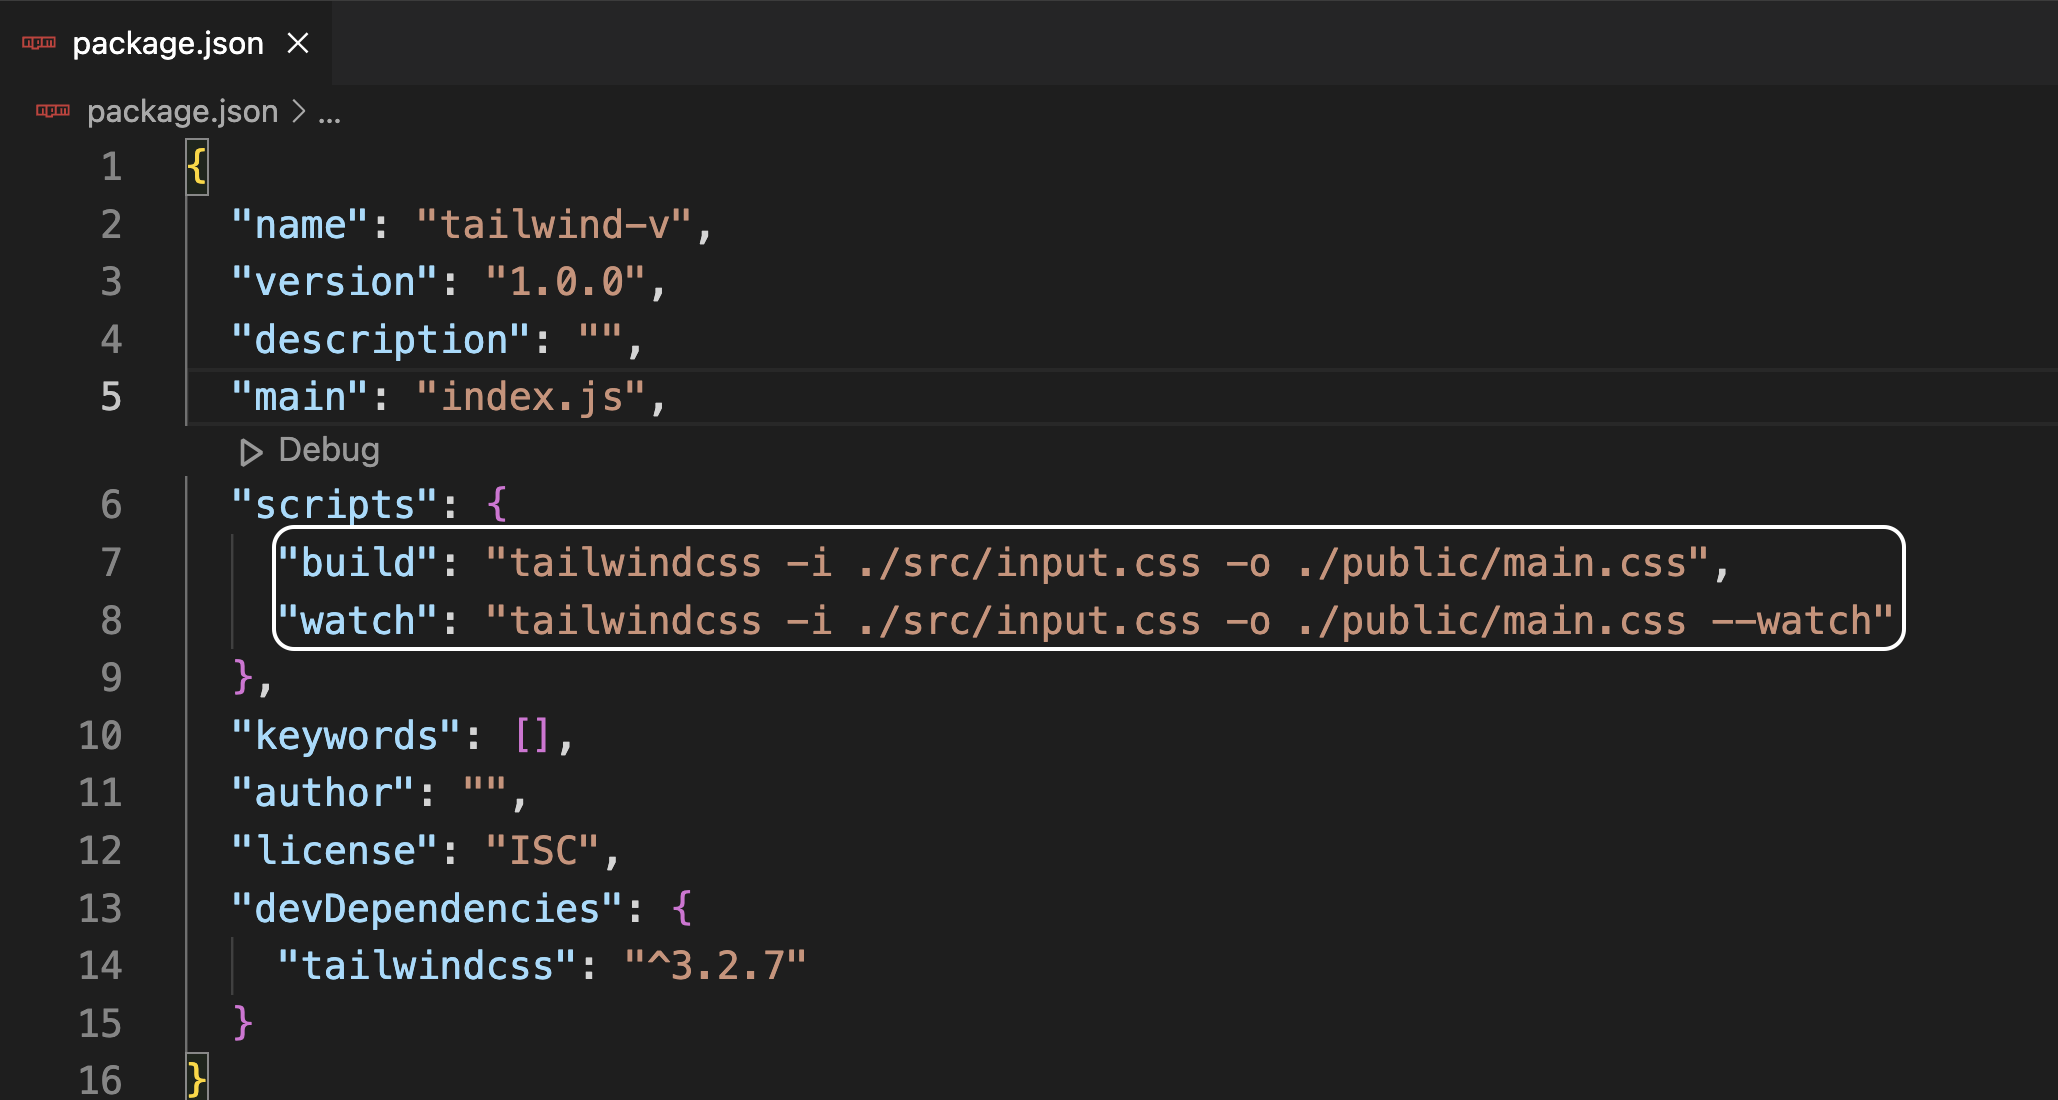 package.json
package.json > ...
1 {
2 "name": "tailwind-v",
3 "version": "1.0.0",
4 "description": "",
5 "main": "index.js",
Debug
6 "scripts": {
7 "build": "tailwindcss -i ./src/input.css -o ./public/main.css",
8 "watch": "tailwindcss -i ./src/input.css -o ./public/main.css --watch"
9 },
10 "keywords": [],
11 "author": "",
12 "license": "ISC",
13 "devDependencies": {
14 "tailwindcss": "^3.2.7"
15 }
16 }